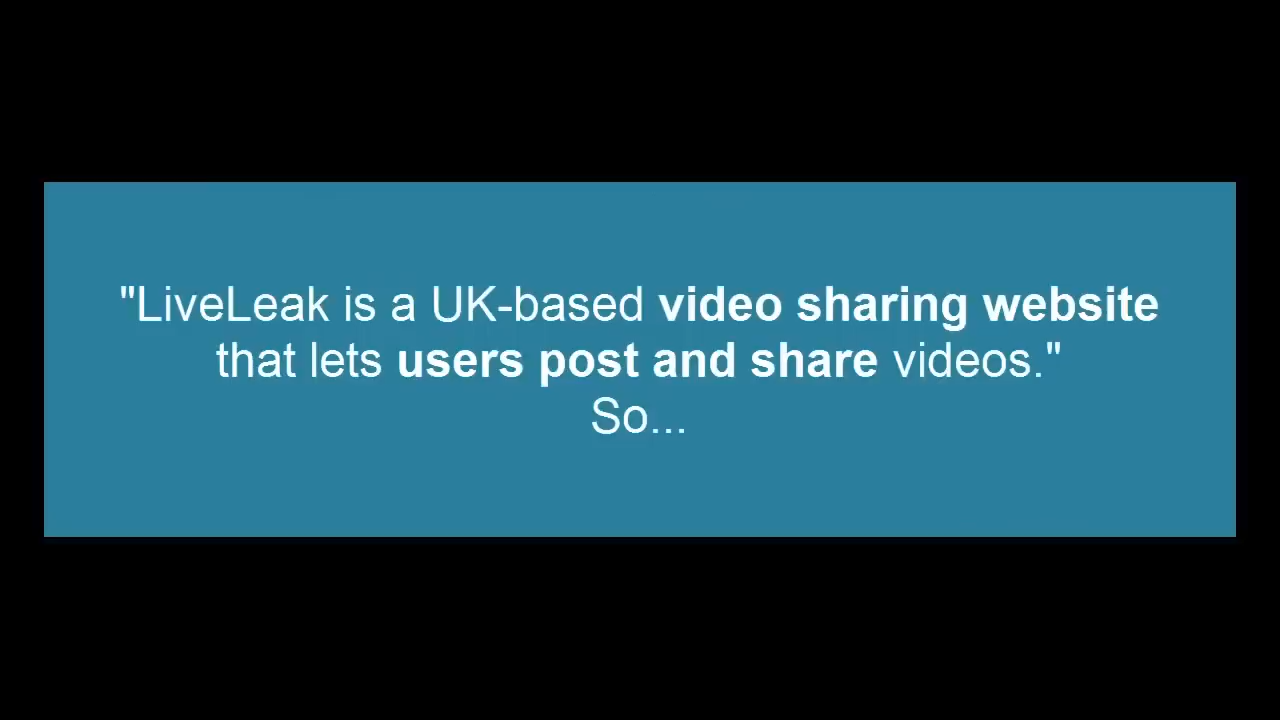 "LiveLeak is a UK-based video sharing website
that lets users post and share videos."
So...